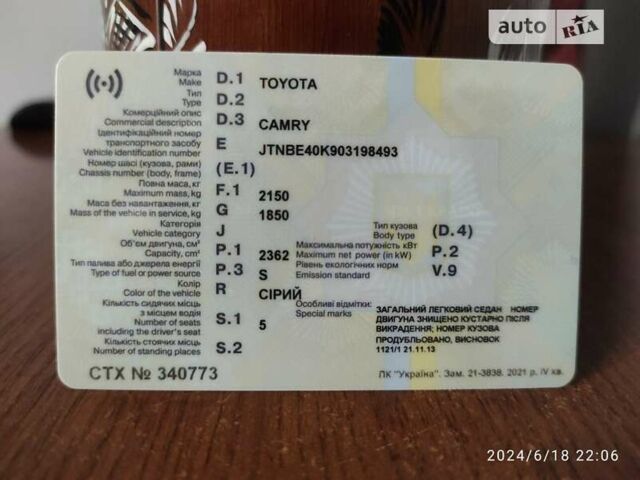 auto RIA
Марка D.1 TOYOTA
Make
Тип D.2
Type
Комерційний опис D.3 CAMRY
Commercial description
Ідентифікаційний номер
транспортного засобу E JTNBE40K903198493
Vehicle identification number
Номер шасі (кузова, рами) (E.1)
Chassis number (body, frame)
Повна маса, кг F.1 2150
Maximum mass, kg
Маса без навантаження, кг G 1850
Mass of the vehicle in service, kg
Категорія J Тип кузова (D.4)
Vehicle category Body type
Об'єм двигуна, см³ P.1 2362 Максимальна потужність кВт P.2
Capacity, cm³ Maximum net power (in kW)
Тип палива або джерела енергії P.3 S Рівень екологічних норм V.9
Type of fuel or power source Emission standard
Колір R СІРИЙ
Color of the vehicle
Кількість сидячих місць Особливі відмітки: ЗАГАЛЬНИЙ ЛЕГКОВИЙ СЕДАН НОМЕР
з місцем водія S.1 5 Special marks ДВИГУНА ЗНИЩЕНО КУСТАРНО ПІСЛЯ
Number of seats ВИКРАДЕННЯ; НОМЕР КУЗОВА
including the driver's seat ПРОДУБЛЬОВАНО, ВИСНОВОК
Кількість стоячих місць S.2 1121/1 21.11.13
Number of standing places
СТХ № 340773 ПК "Україна". Зам. 21-3838. 2021 р. IV кв.
2024/6/18 22:06